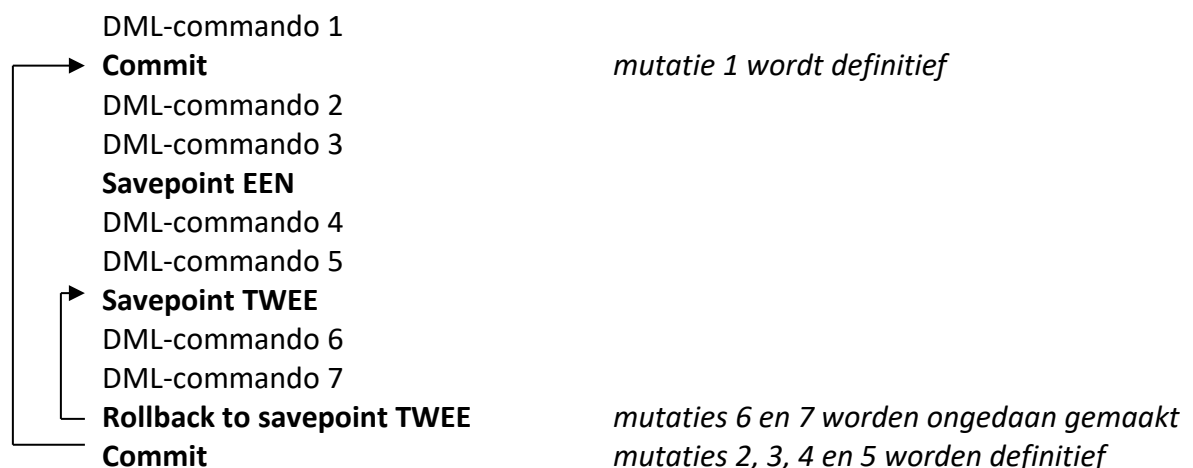 DML-commando 1
Commit mutatie 1 wordt definitief
DML-commando 2
DML-commando 3
Savepoint EEN
DML-commando 4
DML-commando 5
Savepoint TWEE
DML-commando 6
DML-commando 7
Rollback to savepoint TWEE mutaties 6 en 7 worden ongedaan gemaakt
Commit mutaties 2, 3, 4 en 5 worden definitief